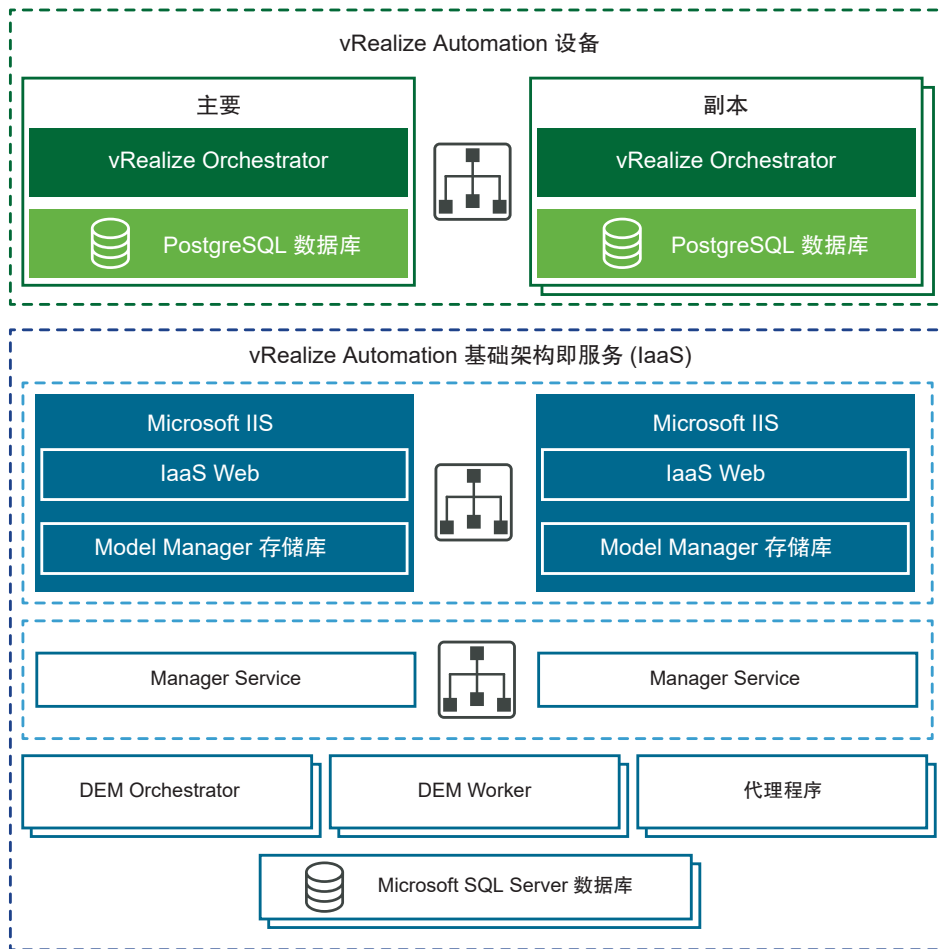 vRealize Automation 设备
主要
副本
vRealize Orchestrator
vRealize Orchestrator
PostgreSQL 数据库
PostgreSQL 数据库
vRealize Automation 基础架构即服务 (IaaS)
Microsoft IIS
Microsoft IIS
IaaS Web
IaaS Web
Model Manager 存储库
Model Manager 存储库
Manager Service
Manager Service
DEM Orchestrator
DEM Worker
代理程序
Microsoft SQL Server 数据库